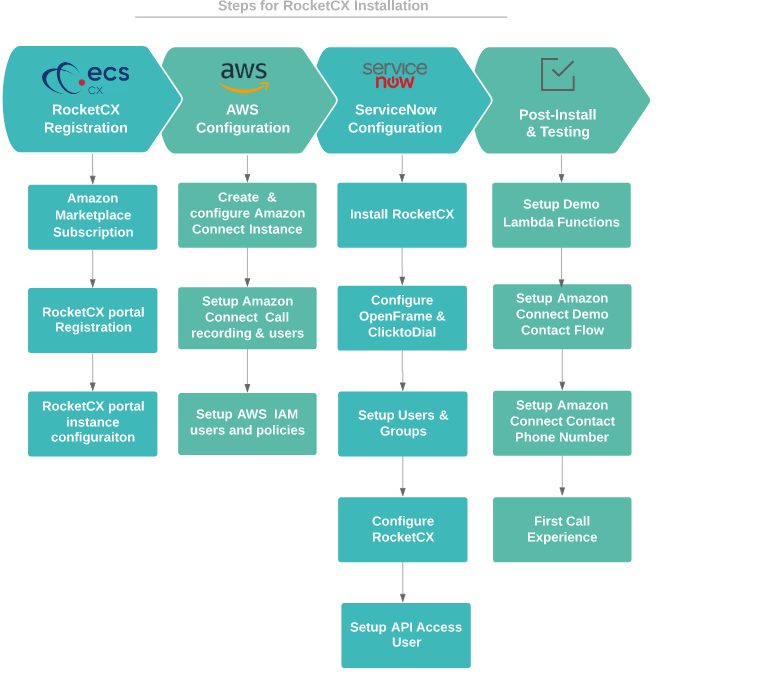 Steps for RocketCX Installation
.ecs
CX
RocketCX
Registration
aws
AWS
Configuration
service
now
ServiceNow
Configuration
Post-Install
& Testing
Amazon
Marketplace
Subscription
RocketCX portal
Registration
RocketCX portal
instance
configuraiton
Create &
configure Amazon
Connect Instance
Setup Amazon
Connect Call
recording & users
Setup AWS IAM
users and policies
Install RocketCX
Configure
OpenFrame &
ClicktoDial
Setup Users &
Groups
Configure
RocketCX
Setup API Access
User
Setup Demo
Lambda Functions
Setup Amazon
Connect Demo
Contact Flow
Setup Amazon
Connect Contact
Phone Number
First Call
Experience